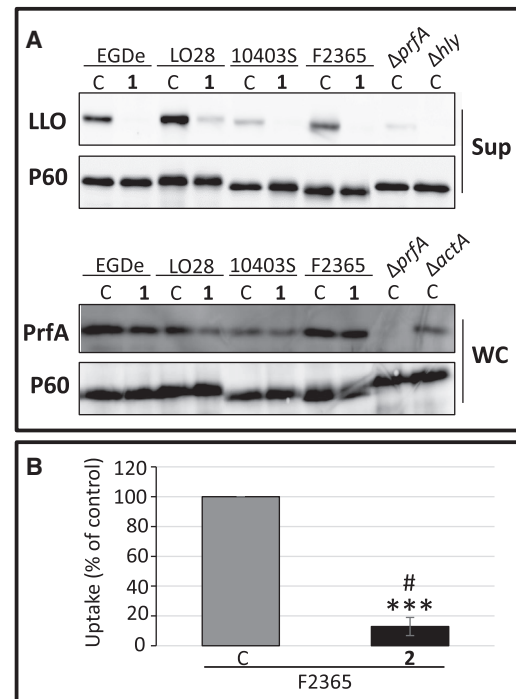 A
EGDe LO28 10403S F2365 ΔprfA Δhly
C 1 C 1 C 1 C 1 C C
LLO
P60
Sup
EGDe LO28 10403S F2365 ΔprfA ΔactA
C 1 C 1 C 1 C 1 C C
PrfA
P60
WC
B
Uptake (% of control)
120
100
80
60
40
20
0
#
***
C 2
F2365